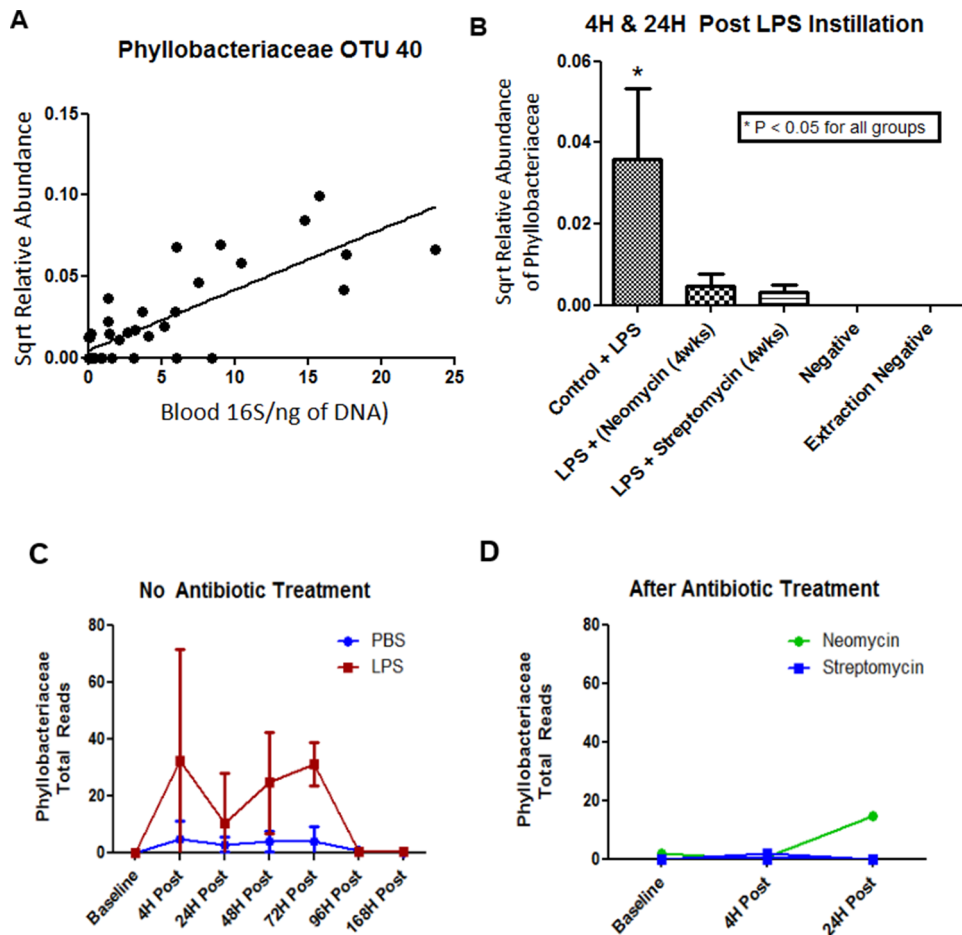 A
Phyllobacteriaceae OTU 40
Sqrt Relative Abundance
0.15
0.10
0.05
0.00
0
5
10
15
20
25
Blood 16S/ng of DNA)
B
4H & 24H Post LPS Instillation
Sqrt Relative Abundance
of Phyllobacteriaceae
0.06
0.04
0.02
0.00
*
* P < 0.05 for all groups
Control + LPS
LPS + (Neomycin (4wks)
LPS + Streptomycin (4wks)
Negative
Extraction Negative
C
No Antibiotic Treatment
Phyllobacteriaceae
Total Reads
80
60
40
20
0
PBS
LPS
Baseline
4H Post
24H Post
48H Post
72H Post
96H Post
168H Post
D
After Antibiotic Treatment
Phyllobacteriaceae
Total Reads
80
60
40
20
0
Neomycin
Streptomycin
Baseline
4H Post
24H Post